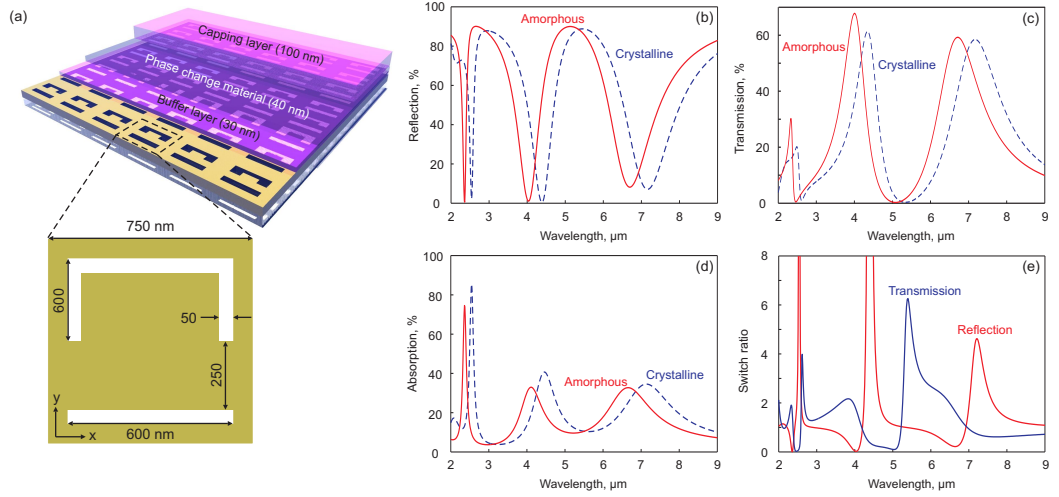 (a)
Capping layer (100 nm)
Phase change material (40 nm)
Buffer layer (30 nm)
750 nm
600
50
250
y
x
600 nm
(b)
Amorphous
Crystalline
Reflection, %
100
80
60
40
20
0
2 3 4 5 6 7 8 9
Wavelength, µm
(c)
Amorphous
Crystalline
Transmission, %
60
40
20
0
2 3 4 5 6 7 8 9
Wavelength, µm
(d)
Amorphous
Crystalline
Absorption, %
100
80
60
40
20
0
2 3 4 5 6 7 8 9
Wavelength, µm
(e)
Transmission
Reflection
Switch ratio
8
6
4
2
0
2 3 4 5 6 7 8 9
Wavelength, µm